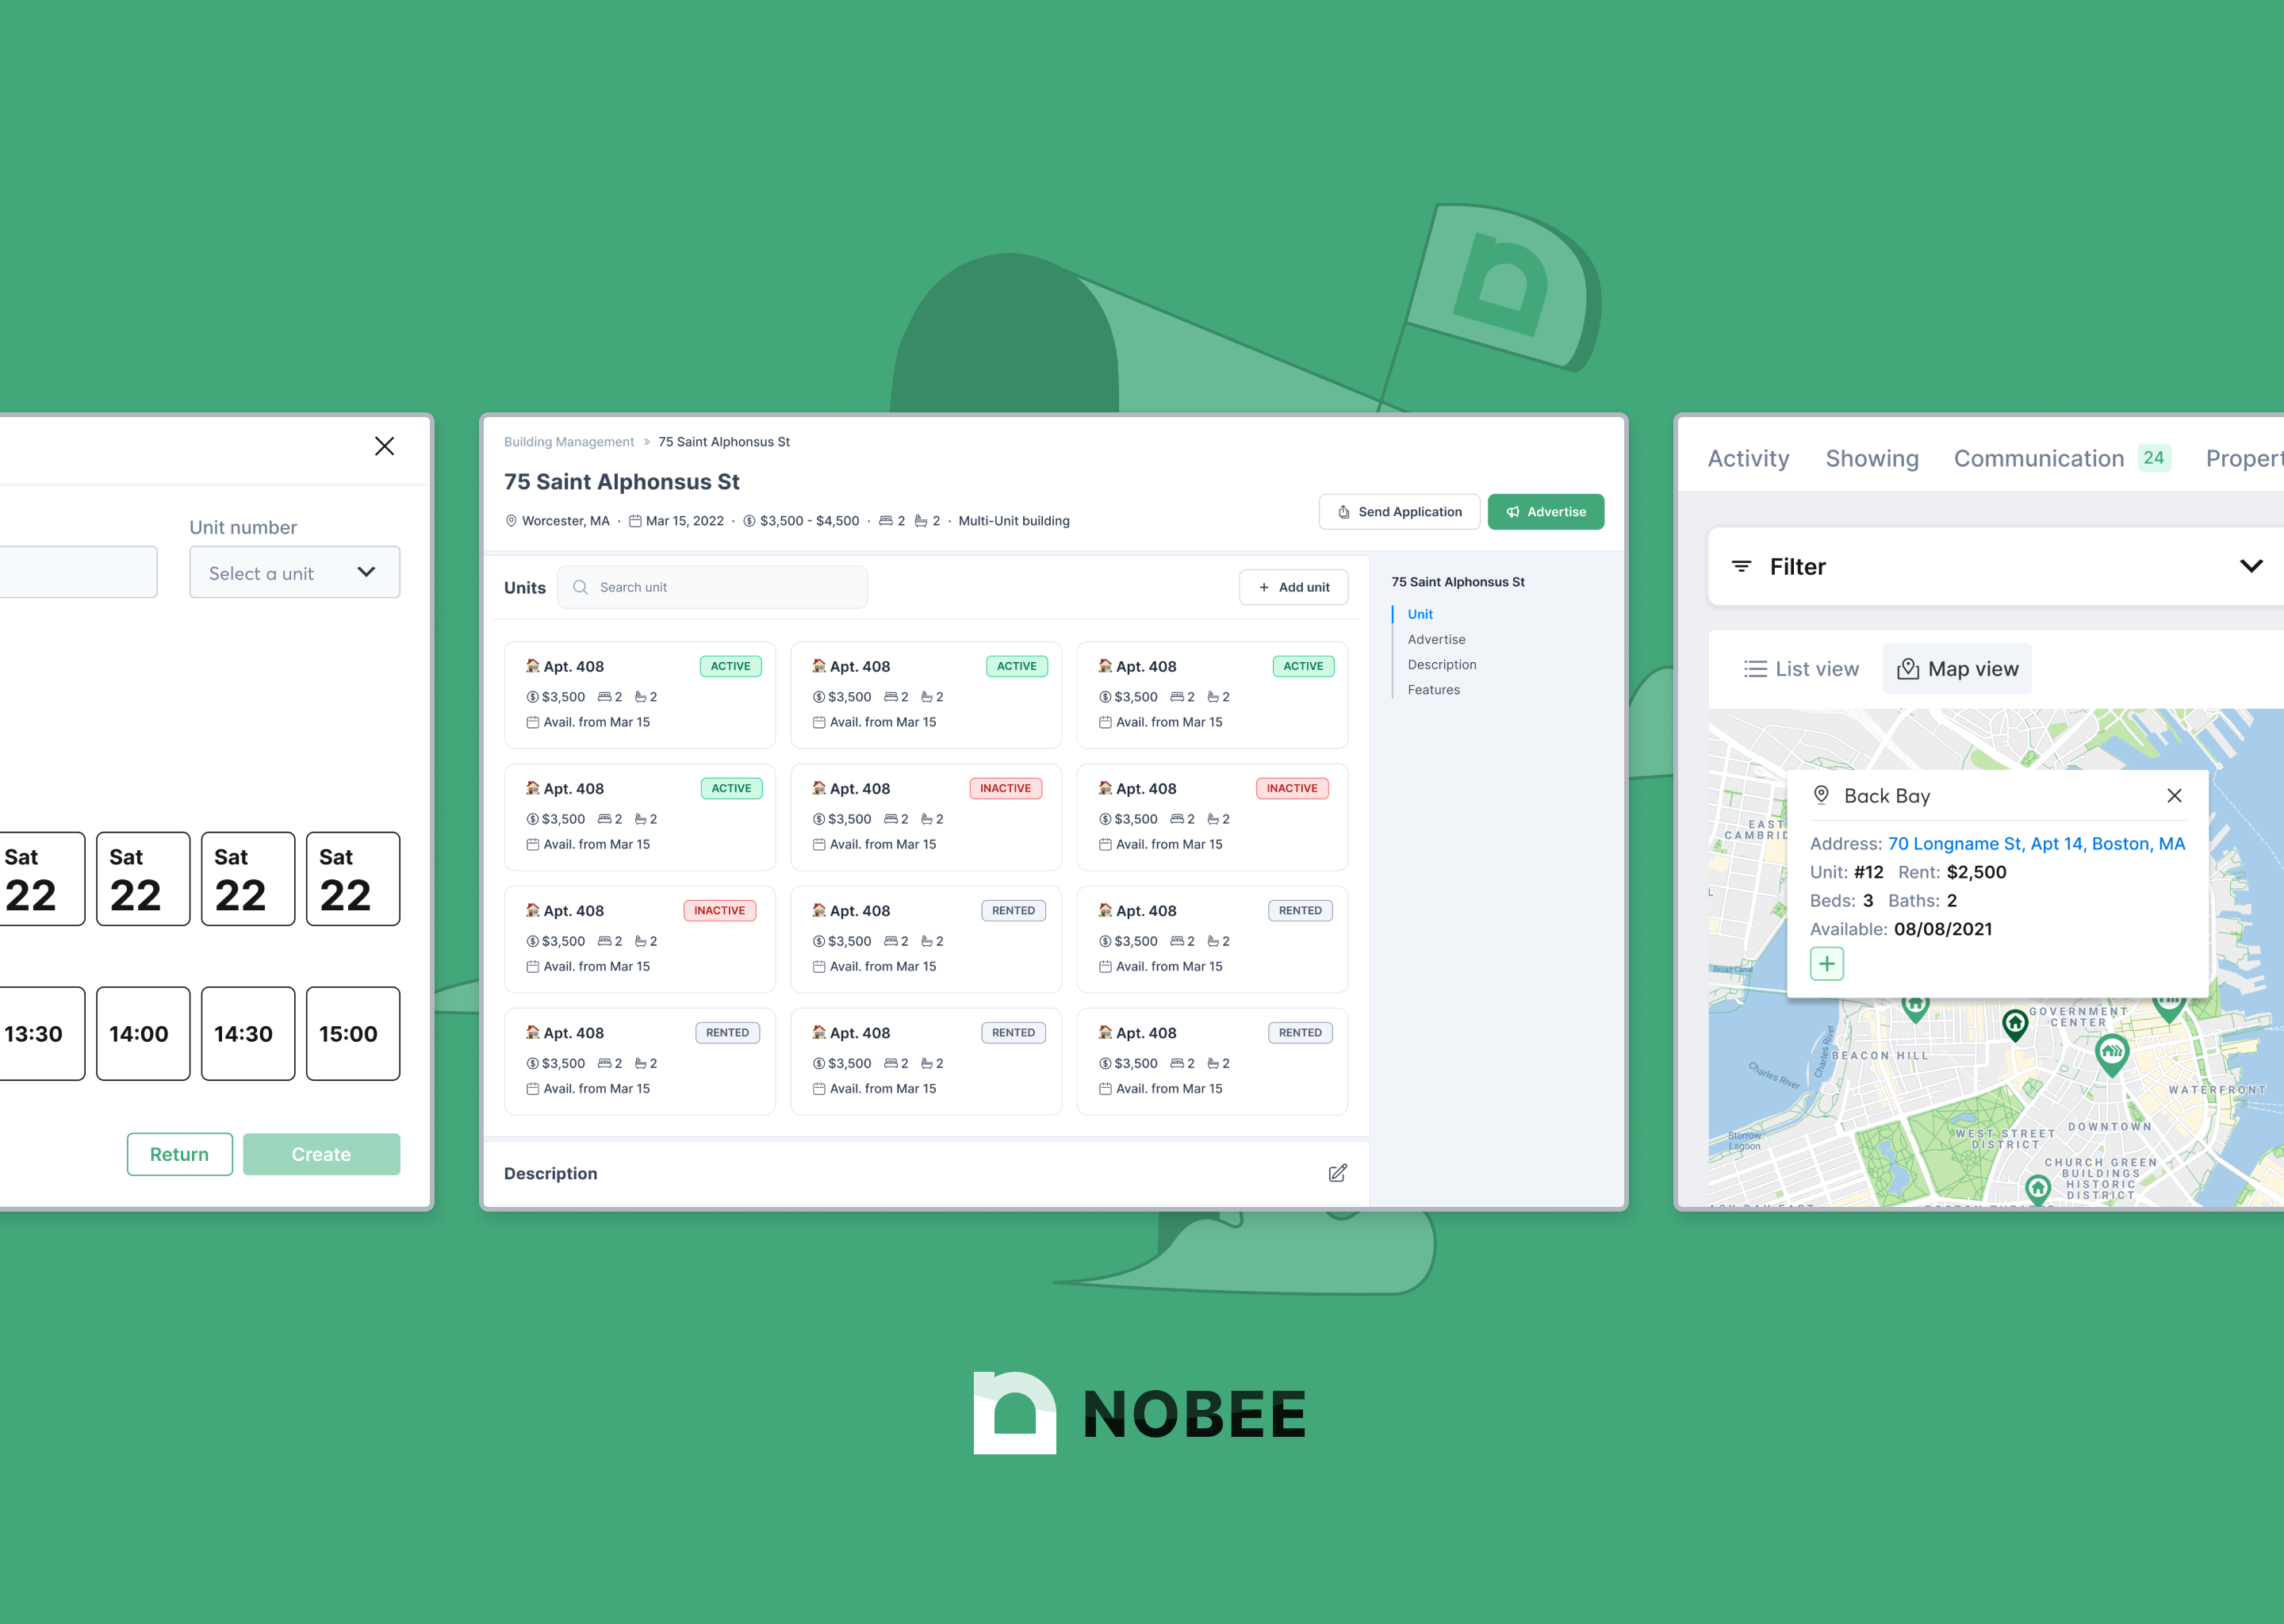 Unit number
Select a unit
Sat Sat Sat Sat
22 22 22 22
13:30 14:00 14:30 15:00
Return Create
Building Management » 75 Saint Alphonsus St
75 Saint Alphonsus St
Worcester, MA · Mar 15, 2022 · $3,500 - $4,500 · 2 2 · Multi-Unit building
Send Application Advertise
Units Search unit + Add unit
Apt. 408 ACTIVE Apt. 408 ACTIVE Apt. 408 ACTIVE
$3,500 2 2 $3,500 2 2 $3,500 2 2
Avail. from Mar 15 Avail. from Mar 15 Avail. from Mar 15
Apt. 408 ACTIVE Apt. 408 INACTIVE Apt. 408 INACTIVE
$3,500 2 2 $3,500 2 2 $3,500 2 2
Avail. from Mar 15 Avail. from Mar 15 Avail. from Mar 15
Apt. 408 INACTIVE Apt. 408 RENTED Apt. 408 RENTED
$3,500 2 2 $3,500 2 2 $3,500 2 2
Avail. from Mar 15 Avail. from Mar 15 Avail. from Mar 15
Apt. 408 RENTED Apt. 408 RENTED Apt. 408 RENTED
$3,500 2 2 $3,500 2 2 $3,500 2 2
Avail. from Mar 15 Avail. from Mar 15 Avail. from Mar 15
Description
75 Saint Alphonsus St
Unit
Advertise
Description
Features
Activity Showing Communication 24 Propert
Filter
List view Map view
Back Bay
Address: 70 Longname St, Apt 14, Boston, MA
Unit: #12 Rent: $2,500
Beds: 3 Baths: 2
Available: 08/08/2021
EAST
CAMBRID
Broad Canal
GOVERNMENT
CENTER
BEACON HILL
Charles River
Charles River
WATERFRONT
Storrow
Lagoon
WEST STREET
DISTRICT
DOWNTOWN
CHURCH GREEN
BUILDINGS
HISTORIC
DISTRICT
n NOBEE